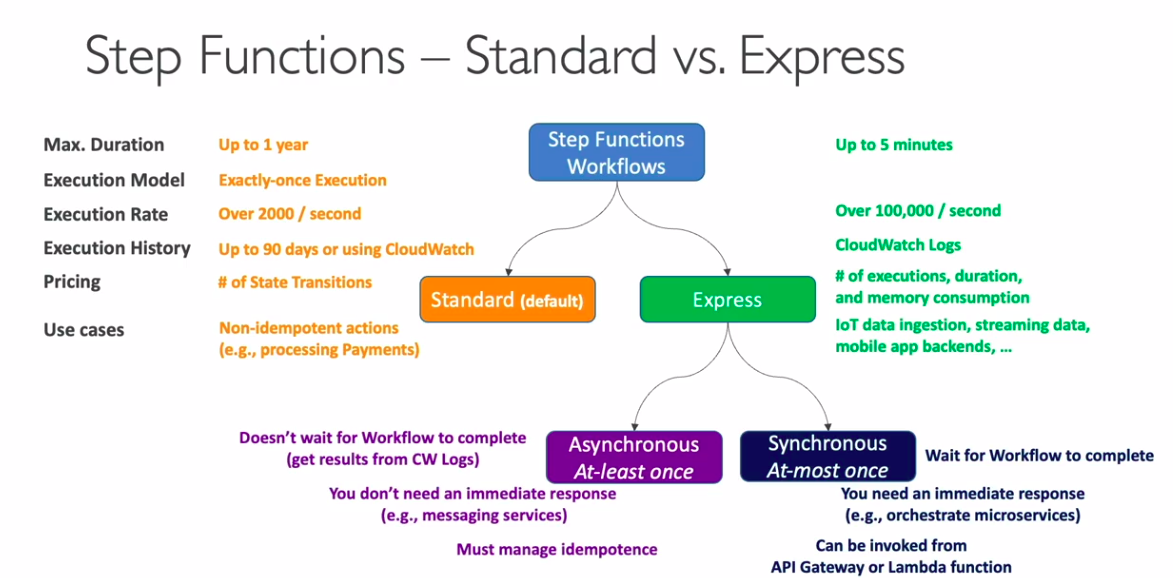 Step Functions – Standard vs. Express
Step Functions
Workflows
Max. Duration
Up to 1 year
Up to 5 minutes
Execution Model
Exactly-once Execution
Execution Rate
Over 2000 / second
Over 100,000 / second
Execution History
Up to 90 days or using CloudWatch
CloudWatch Logs
Pricing
# of State Transitions
# of executions, duration,
and memory consumption
Standard (default)
Express
Use cases
Non-idempotent actions
(e.g., processing Payments)
IoT data ingestion, streaming data,
mobile app backends, ...
Doesn't wait for Workflow to complete
(get results from CW Logs)
Asynchronous
At-least once
Synchronous
At-most once
Wait for Workflow to complete
You don't need an immediate response
(e.g., messaging services)
You need an immediate response
(e.g., orchestrate microservices)
Must manage idempotence
Can be invoked from
API Gateway or Lambda function